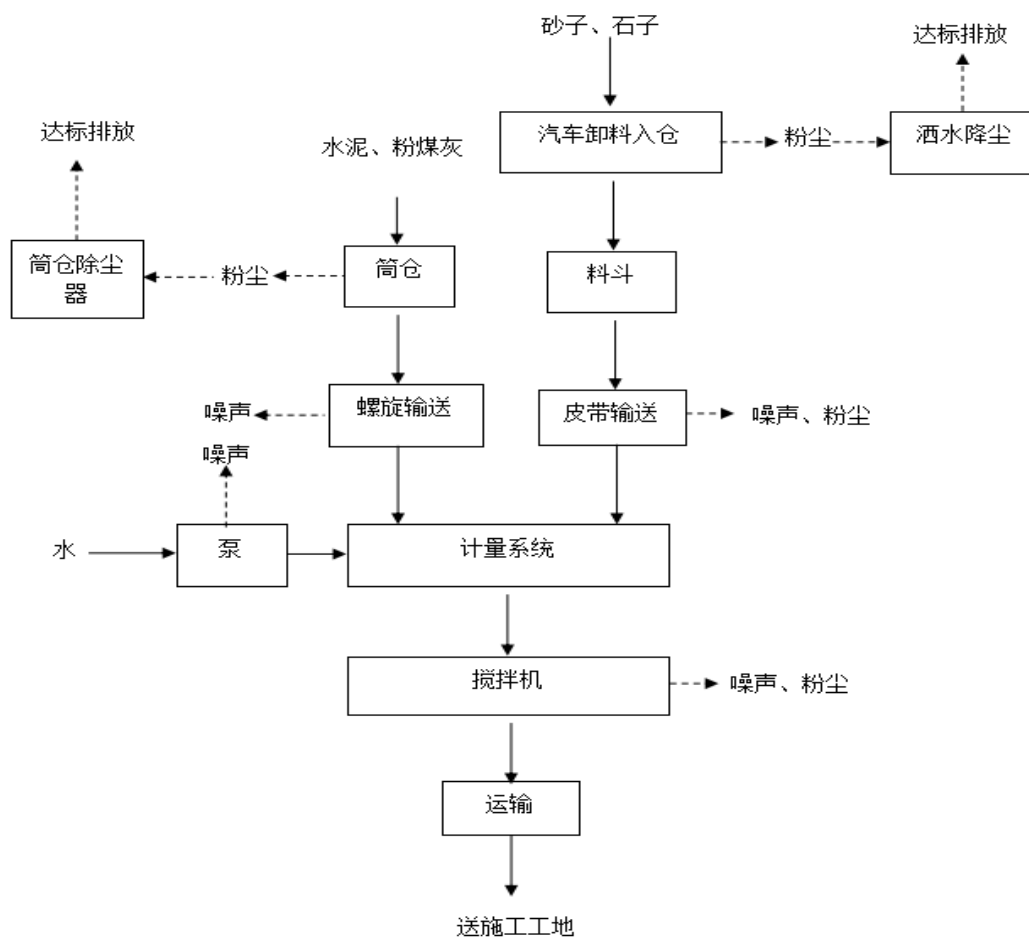 砂子、石子
达标排放
达标排放
水泥、粉煤灰
汽车卸料入仓
粉尘
洒水降尘
筒仓除尘
器
粉尘
筒仓
料斗
噪声
螺旋输送
皮带输送
噪声、粉尘
噪声
水
泵
计量系统
搅拌机
噪声、粉尘
运输
送施工工地